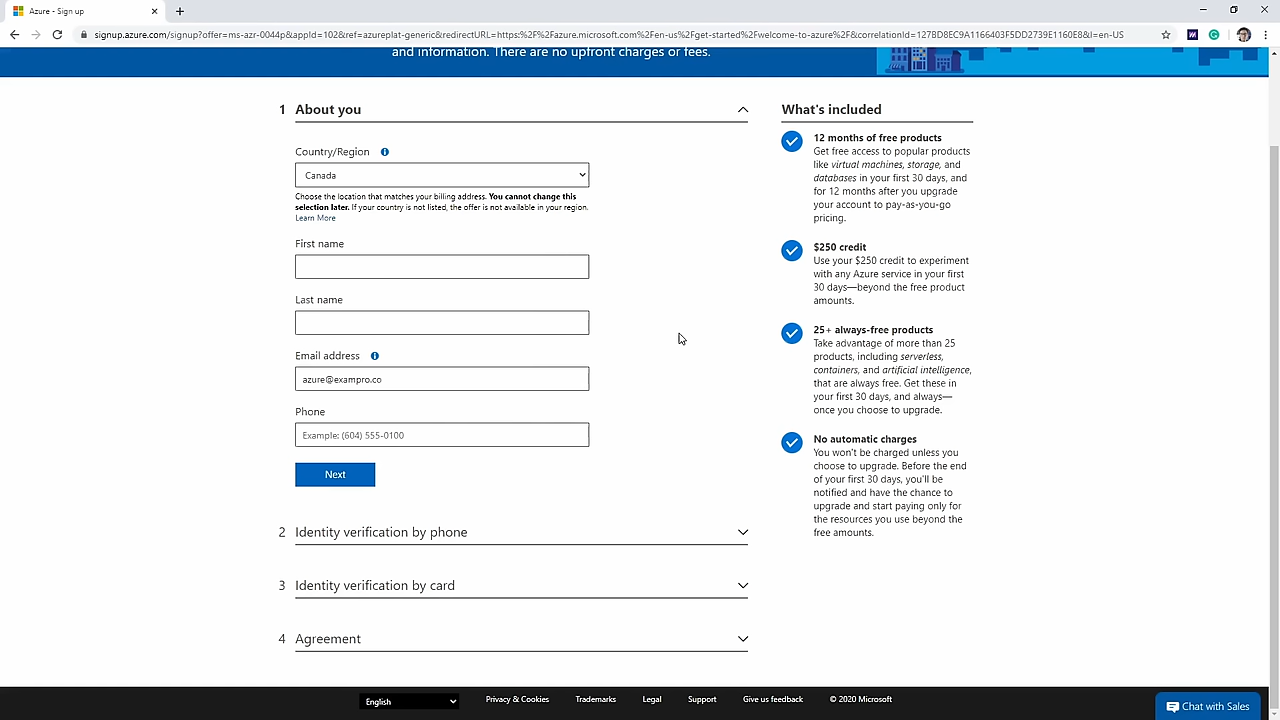 Azure - Sign up
signup.azure.com/signup?offer=ms-azr-0044p&appId=102&ref=azureplat-generic&redirectURL=https:%2F%2Fazure.microsoft.com%2Fen-us%2Fget-started%2Fwelcome-to-azure%2F&correlationId=127BD8EC9A1166403F5DD2739E1160E8&l=en-US
and information. There are no upfront charges or fees.
1 About you
Country/Region
Canada
Choose the location that matches your billing address. You cannot change this
selection later. If your country is not listed, the offer is not available in your region.
Learn More
First name
Last name
Email address
azure@exampro.co
Phone
Example: (604) 555-0100
Next
2 Identity verification by phone
3 Identity verification by card
4 Agreement
What's included
12 months of free products
Get free access to popular products
like virtual machines, storage, and
databases in your first 30 days, and
for 12 months after you upgrade
your account to pay-as-you-go
pricing.
$250 credit
Use your $250 credit to experiment
with any Azure service in your first
30 days—beyond the free product
amounts.
25+ always-free products
Take advantage of more than 25
products, including serverless,
containers, and artificial intelligence,
that are always free. Get these in
your first 30 days, and always—
once you choose to upgrade.
No automatic charges
You won't be charged unless you
choose to upgrade. Before the end
of your first 30 days, you'll be
notified and have the chance to
upgrade and start paying only for
the resources you use beyond the
free amounts.
English
Privacy & Cookies
Trademarks
Legal
Support
Give us feedback
© 2020 Microsoft
Chat with Sales